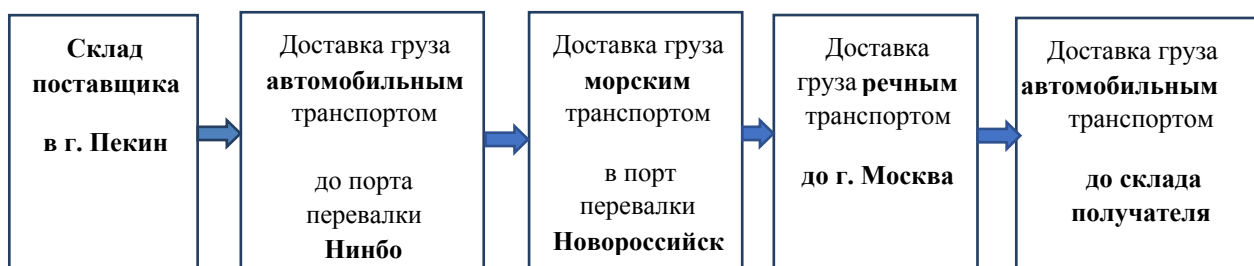 Склад
поставщика
в г. Пекин
Доставка груза
автомобильным
транспортом
до порта
перевалки
Нинбо
Доставка груза
морским
транспортом
в порт
перевалки
Новороссийск
Доставка
груза речным
транспортом
до г. Москва
Доставка груза
автомобильным
транспортом
до склада
получателя